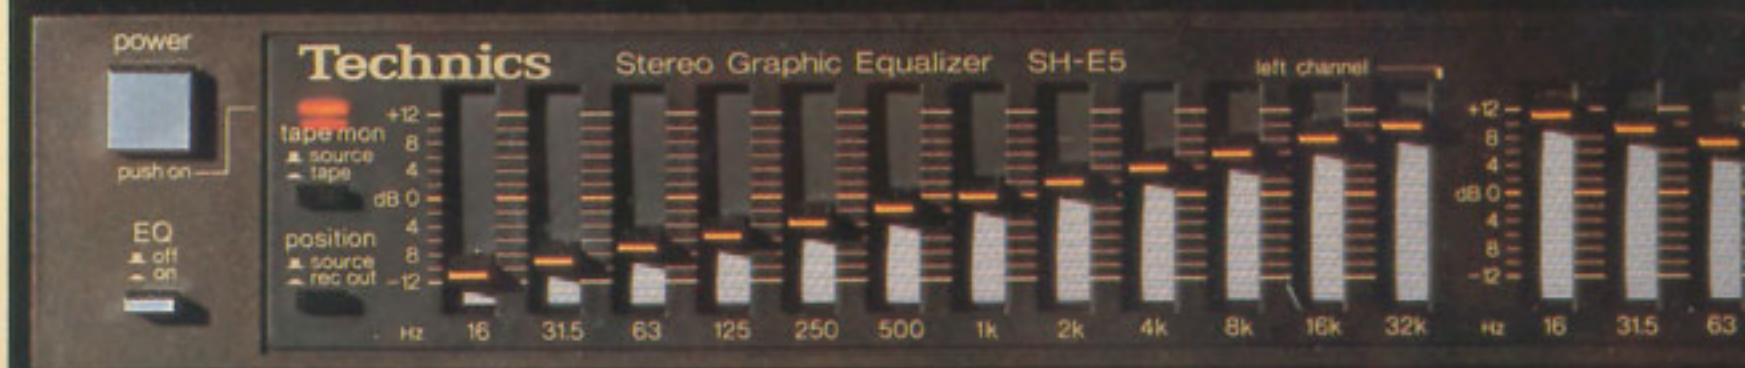 power
push on
EQ
off
on
Technics Stereo Graphic Equalizer SH-E5
left channel
tape mon
source
tape
position
source
rec out
+12
8
4
dB 0
4
8
-12
Hz 16 31.5 63 125 250 500 1k 2k 4k 8k 16k 32k
+12
8
4
dB 0
4
8
-12
Hz 16 31.5 63